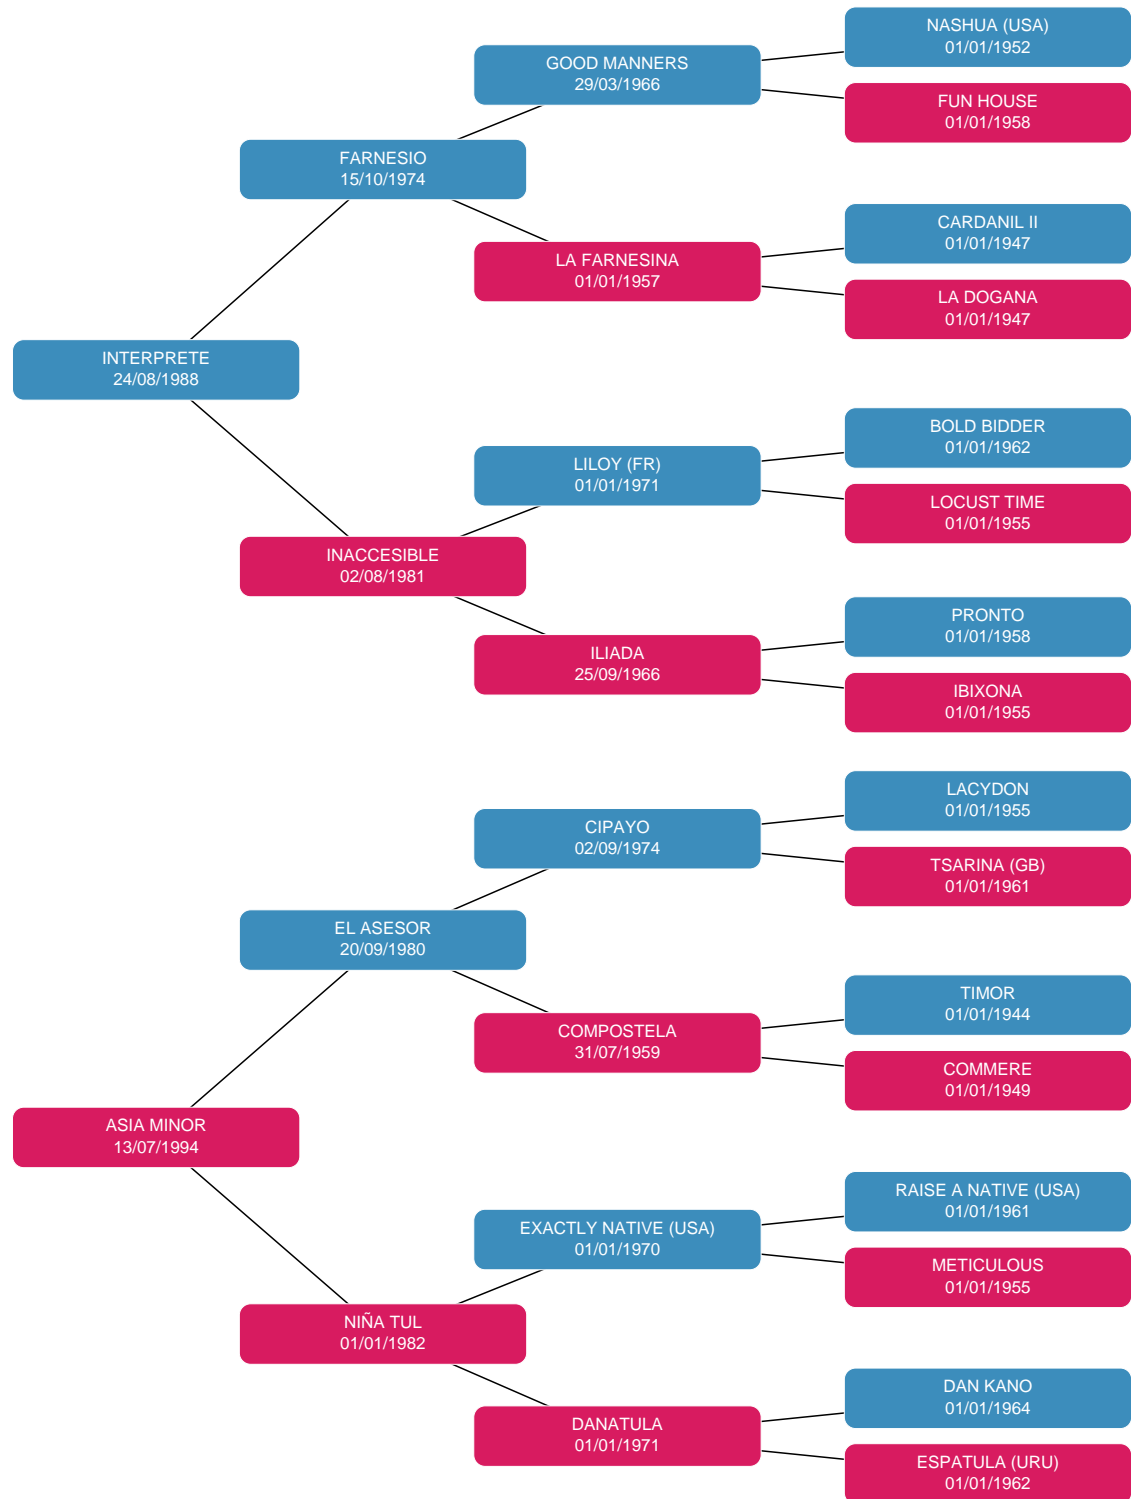 NASHUA (USA)
01/01/1952
GOOD MANNERS
29/03/1966
FUN HOUSE
01/01/1958
FARNESIO
15/10/1974
CARDANIL II
01/01/1947
LA FARNESINA
01/01/1957
LA DOGANA
01/01/1947
INTERPRETE
24/08/1988
BOLD BIDDER
01/01/1962
LILOY (FR)
01/01/1971
LOCUST TIME
01/01/1955
INACCESIBLE
02/08/1981
PRONTO
01/01/1958
ILIADA
25/09/1966
IBIXONA
01/01/1955
LACYDON
01/01/1955
CIPAYO
02/09/1974
TSARINA (GB)
01/01/1961
EL ASESOR
20/09/1980
TIMOR
01/01/1944
COMPOSTELA
31/07/1959
COMMERE
01/01/1949
ASIA MINOR
13/07/1994
RAISE A NATIVE (USA)
01/01/1961
EXACTLY NATIVE (USA)
01/01/1970
METICULOUS
01/01/1955
NIÑA TUL
01/01/1982
DAN KANO
01/01/1964
DANATULA
01/01/1971
ESPATULA (URU)
01/01/1962